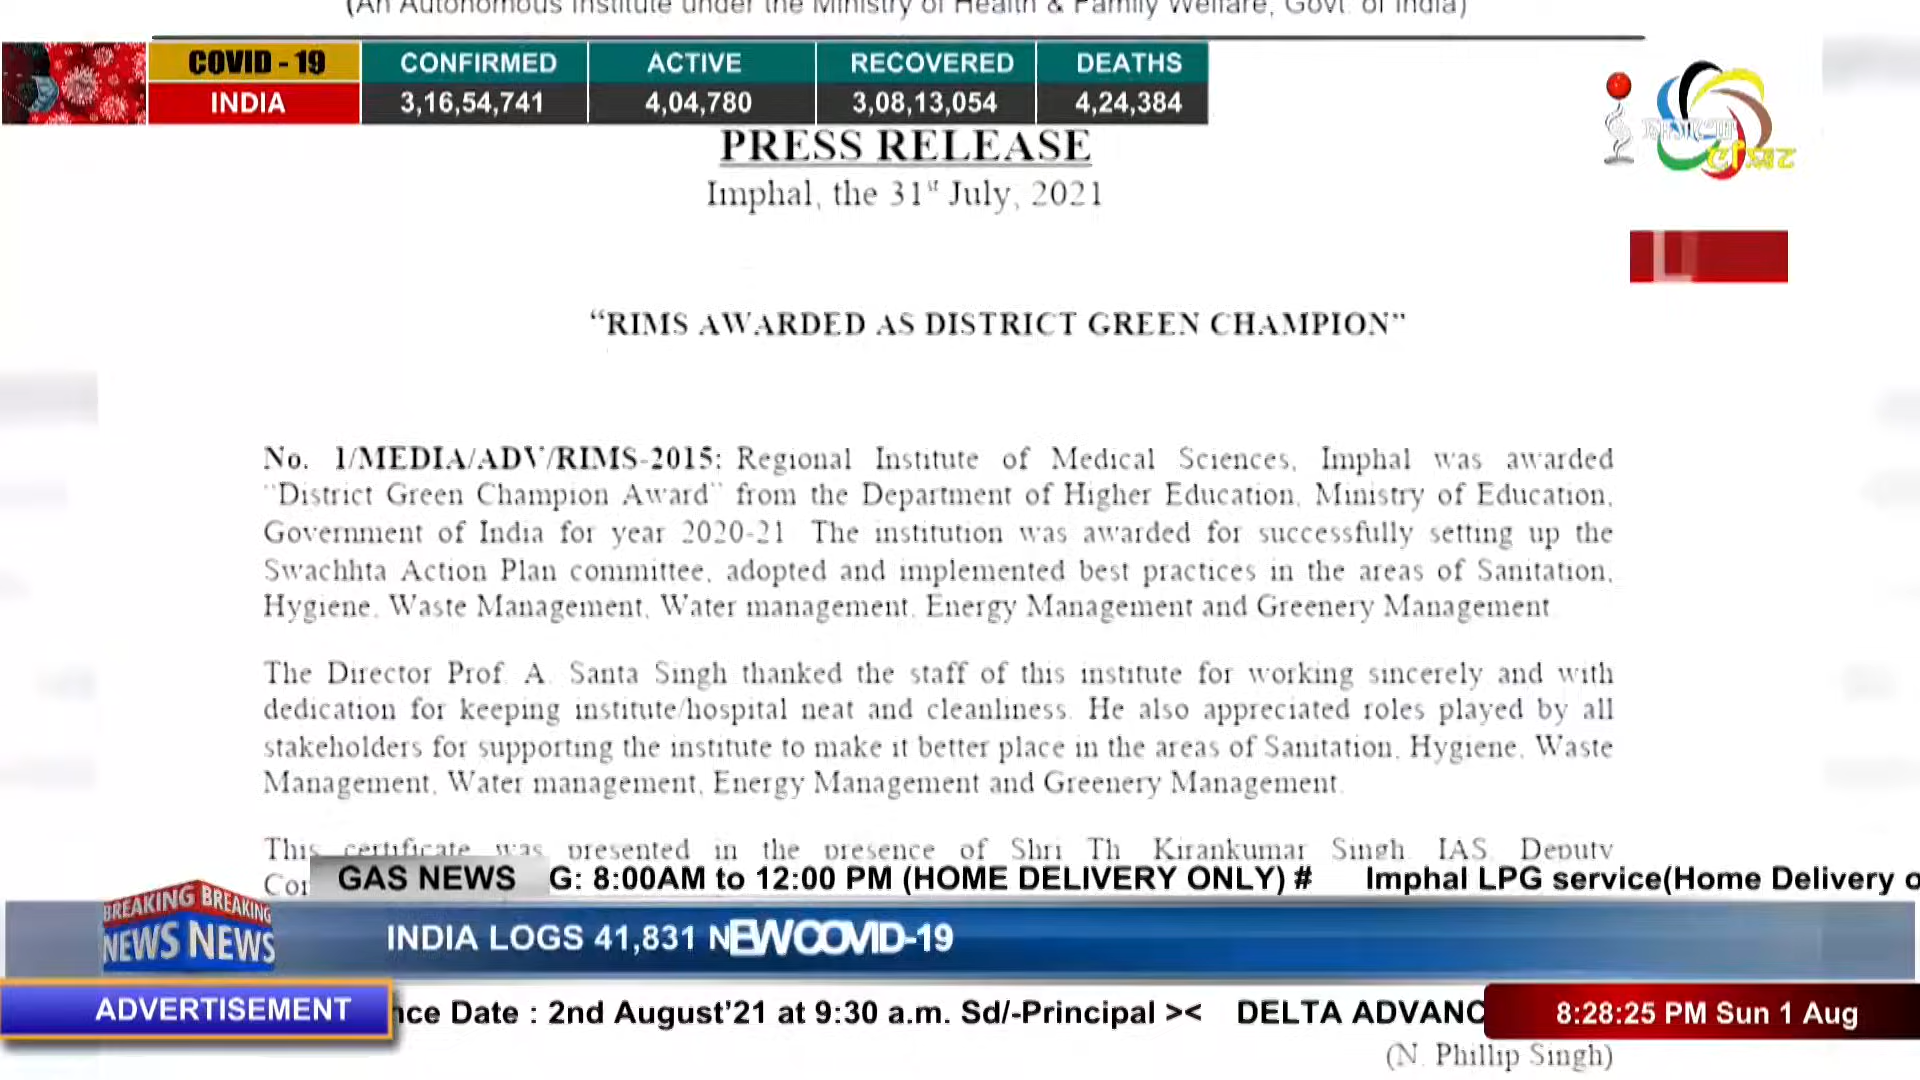 (An Autonomous Institute under the Ministry of Health & Family Welfare, Govt. of India)
COVID - 19 CONFIRMED ACTIVE RECOVERED DEATHS
INDIA 3,16,54,741 4,04,780 3,08,13,054 4,24,384
PRESS RELEASE
Imphal, the 31st July, 2021
“RIMS AWARDED AS DISTRICT GREEN CHAMPION”
No. 1/MEDIA/ADV/RIMS-2015: Regional Institute of Medical Sciences, Imphal was awarded
“District Green Champion Award” from the Department of Higher Education, Ministry of Education,
Government of India for year 2020-21. The institution was awarded for successfully setting up the
Swachhta Action Plan committee, adopted and implemented best practices in the areas of Sanitation,
Hygiene, Waste Management, Water management, Energy Management and Greenery Management.
The Director Prof. A. Santa Singh thanked the staff of this institute for working sincerely and with
dedication for keeping institute/hospital neat and cleanliness. He also appreciated roles played by all
stakeholders for supporting the institute to make it better place in the areas of Sanitation, Hygiene, Waste
Management, Water management, Energy Management and Greenery Management.
This certificate was presented in the presence of Shri Th. Kirankumar Singh, IAS, Deputy
GAS NEWS G: 8:00AM to 12:00 PM (HOME DELIVERY ONLY) # Imphal LPG service(Home Delivery o
BREAKING BREAKING
NEWS NEWS
INDIA LOGS 41,831 NEW COVID-19
ADVERTISEMENT nce Date : 2nd August’21 at 9:30 a.m. Sd/-Principal >< DELTA ADVANC
8:28:25 PM Sun 1 Aug
(N. Phillip Singh)